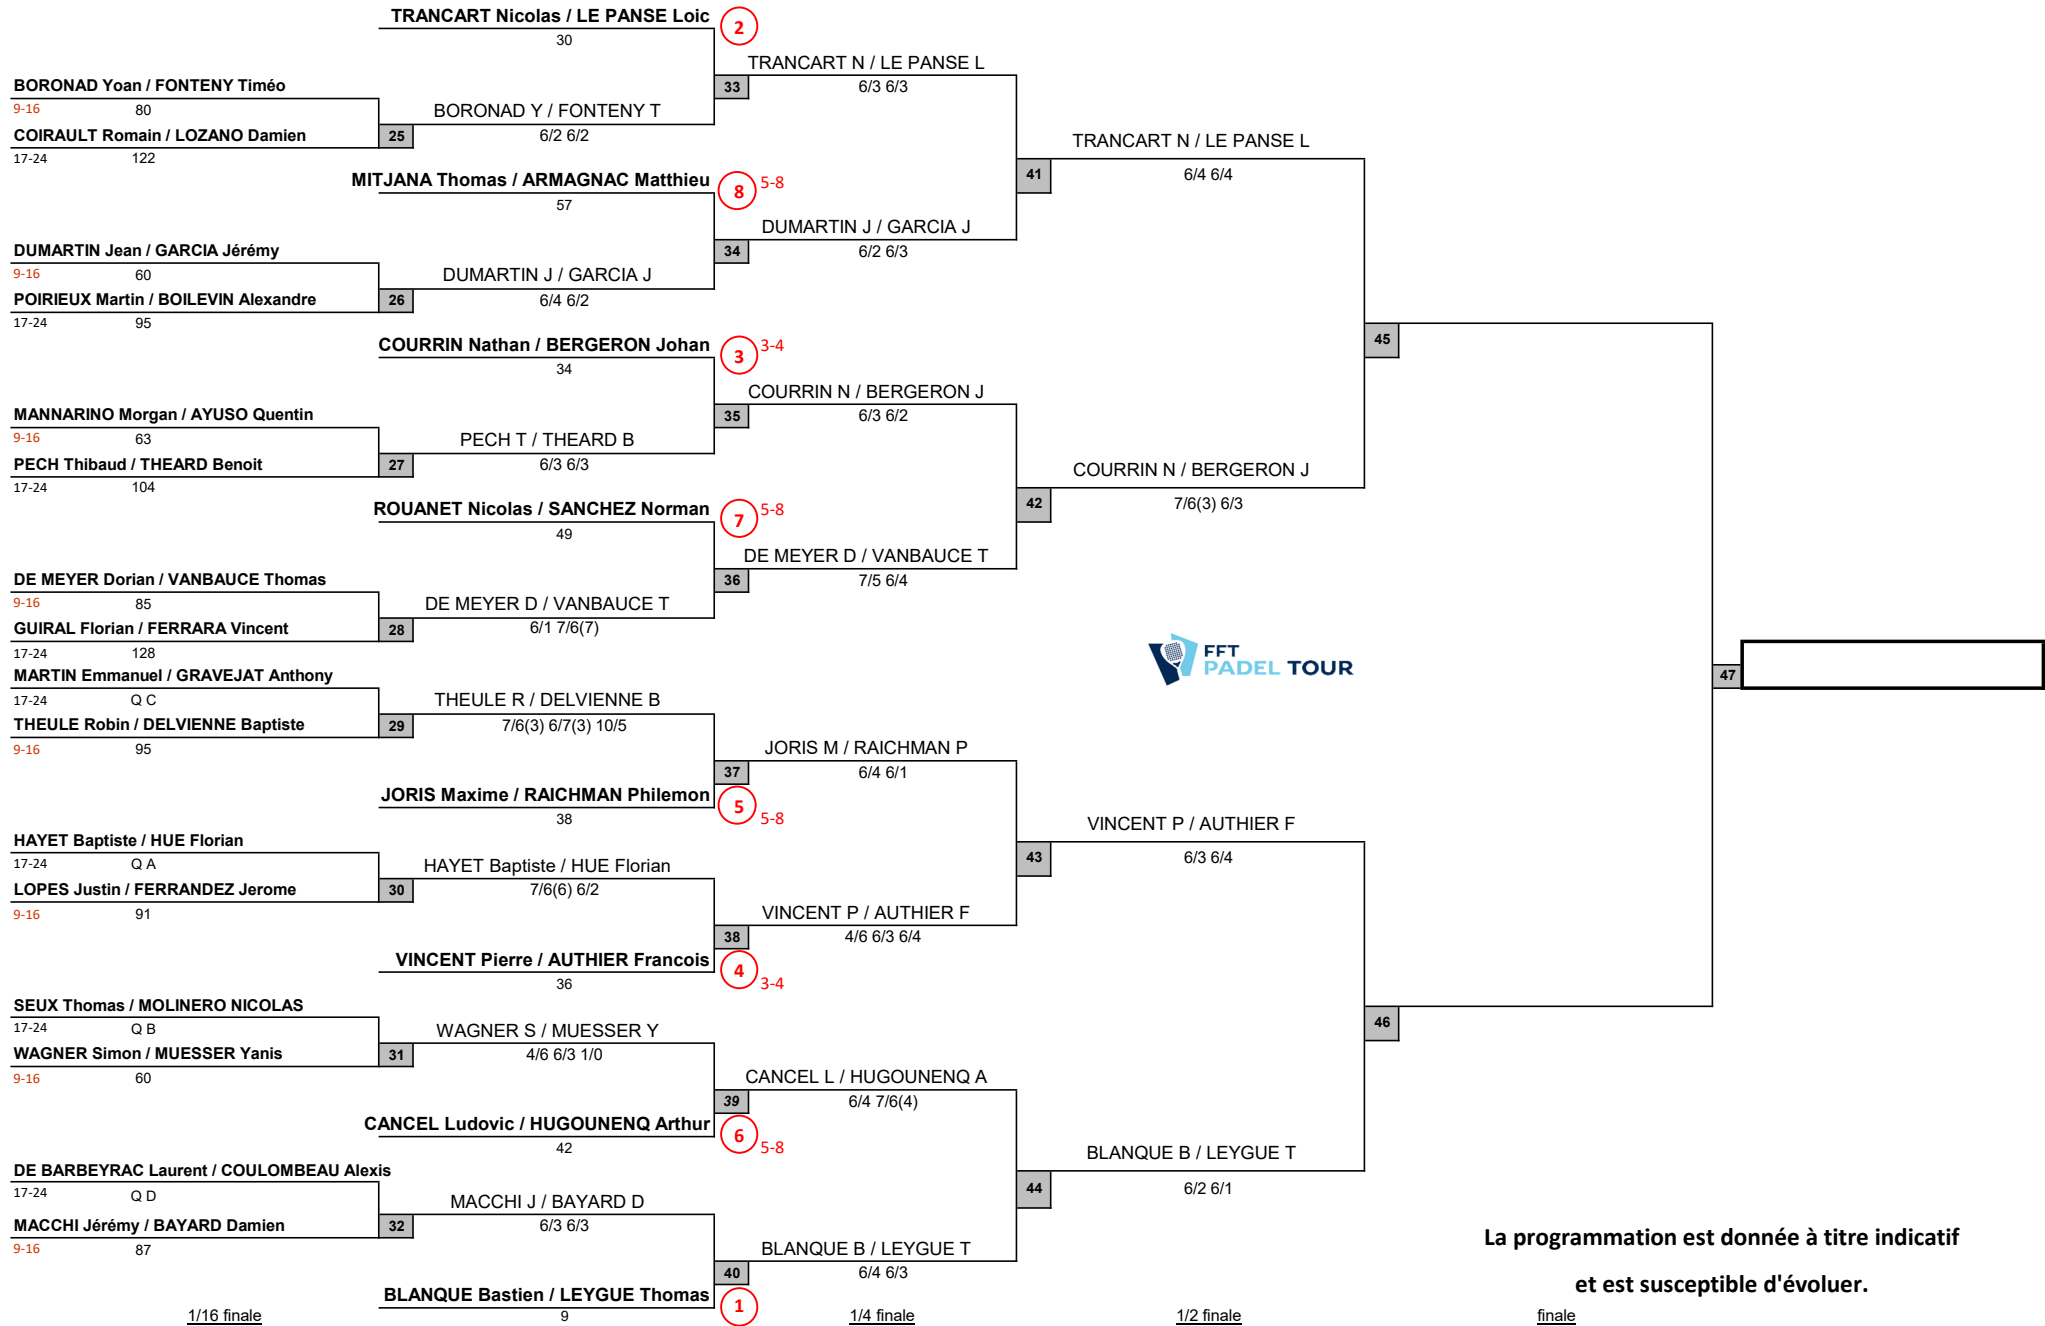 TRANCART Nicolas / LE PANSE Loic
2
30
TRANCART N / LE PANSE L
BORONAD Yoan / FONTENY Timéo
33
6/3 6/3
9-16
80
BORONAD Y / FONTENY T
COIRAULT Romain / LOZANO Damien
25
6/2 6/2
TRANCART N / LE PANSE L
17-24
122
MITJANA Thomas / ARMAGNAC Matthieu
8
5-8
41
6/4 6/4
57
DUMARTIN J / GARCIA J
DUMARTIN Jean / GARCIA Jérémy
34
6/2 6/3
9-16
60
DUMARTIN J / GARCIA J
POIRIEUX Martin / BOILEVIN Alexandre
26
6/4 6/2
17-24
95
COURRIN Nathan / BERGERON Johan
3
3-4
45
34
COURRIN N / BERGERON J
MANNARINO Morgan / AYUSO Quentin
35
6/3 6/2
9-16
63
PECH T / THEARD B
PECH Thibaud / THEARD Benoit
27
6/3 6/3
COURRIN N / BERGERON J
17-24
104
ROUANET Nicolas / SANCHEZ Norman
7
5-8
42
7/6(3) 6/3
49
DE MEYER D / VANBAUCE T
DE MEYER Dorian / VANBAUCE Thomas
36
7/5 6/4
9-16
85
DE MEYER D / VANBAUCE T
GUIRAL Florian / FERRARA Vincent
28
6/1 7/6(7)
17-24
128
FFT
PADEL TOUR
47
MARTIN Emmanuel / GRAVEJAT Anthony
17-24
Q C
THEULE R / DELVIENNE B
THEULE Robin / DELVIENNE Baptiste
29
7/6(3) 6/7(3) 10/5
9-16
95
JORIS M / RAICHMAN P
37
6/4 6/1
JORIS Maxime / RAICHMAN Philemon
5
5-8
38
HAYET Baptiste / HUE Florian
VINCENT P / AUTHIER F
17-24
Q A
HAYET Baptiste / HUE Florian
43
6/3 6/4
LOPES Justin / FERRANDEZ Jerome
30
7/6(6) 6/2
9-16
91
VINCENT P / AUTHIER F
38
4/6 6/3 6/4
VINCENT Pierre / AUTHIER Francois
4
3-4
36
SEUX Thomas / MOLINERO NICOLAS
17-24
Q B
WAGNER S / MUESSER Y
46
WAGNER Simon / MUESSER Yanis
31
4/6 6/3 1/0
9-16
60
CANCEL L / HUGOUNENQ A
39
6/4 7/6(4)
CANCEL Ludovic / HUGOUNENQ Arthur
6
5-8
42
DE BARBEYRAC Laurent / COULOMBEAU Alexis
BLANQUE B / LEYGUE T
17-24
Q D
MACCHI J / BAYARD D
44
6/2 6/1
MACCHI Jérémy / BAYARD Damien
32
6/3 6/3
9-16
87
BLANQUE B / LEYGUE T
40
6/4 6/3
BLANQUE Bastien / LEYGUE Thomas
1
9
La programmation est donnée à titre indicatif
et est susceptible d'évoluer.
1/16 finale
1/4 finale
1/2 finale
finale